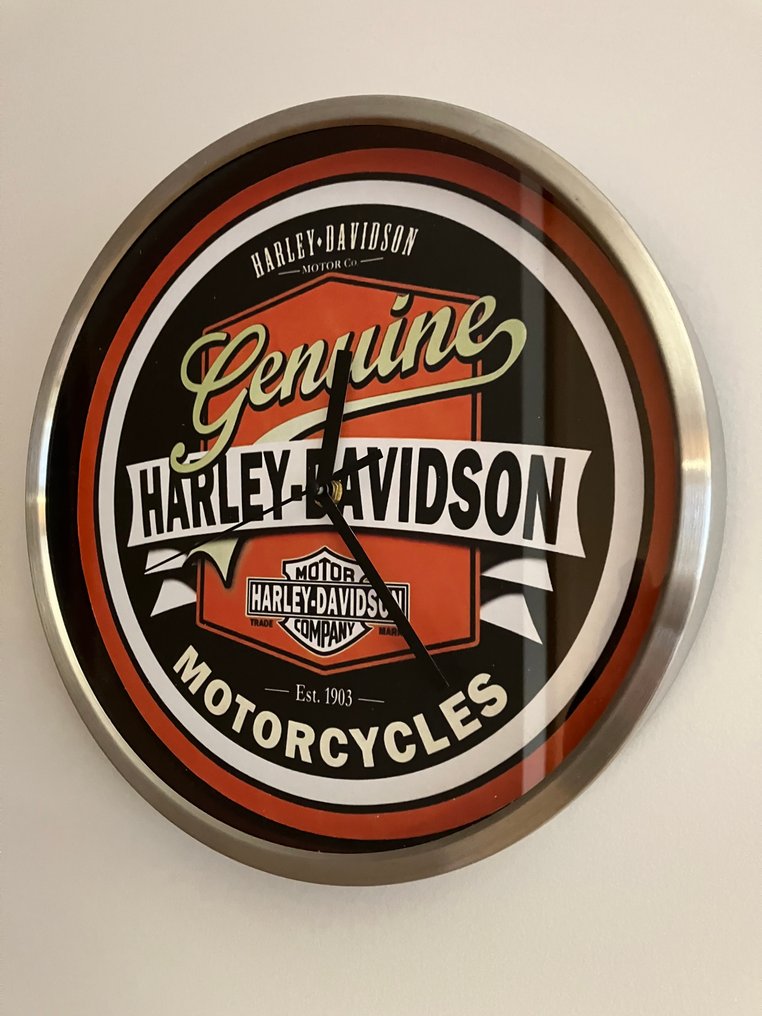 HARLEY-DAVIDSON
MOTOR Co
Genuine
HARLEY-DAVIDSON
MOTOR
HARLEY-DAVIDSON
COMPANY
TRADE MARK
Est. 1903
MOTORCYCLES